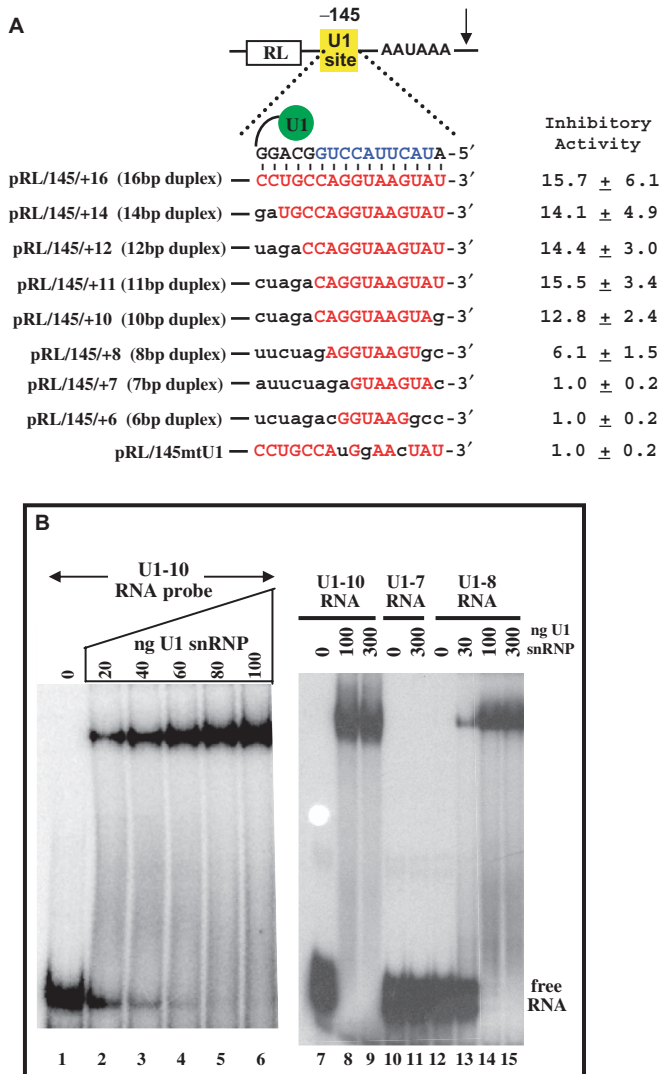 A
–145
RL
U1 site
AAUAAA
U1
GGACGGUCCAUUCAUA-5′
Inhibitory Activity
pRL/145/+16 (16bp duplex) CCUGCCAGGUAAGUAU-3′ 15.7 ± 6.1
pRL/145/+14 (14bp duplex) gaUGCCAGGUAAGUAU-3′ 14.1 ± 4.9
pRL/145/+12 (12bp duplex) uagaCCAGGUAAGUAU-3′ 14.4 ± 3.0
pRL/145/+11 (11bp duplex) cuagaCAGGUAAGUAU-3′ 15.5 ± 3.4
pRL/145/+10 (10bp duplex) cuagaCAGGUAAGUAg-3′ 12.8 ± 2.4
pRL/145/+8 (8bp duplex) uucuagAGGUAAGUgc-3′ 6.1 ± 1.5
pRL/145/+7 (7bp duplex) auucuagaGUAAGUAc-3′ 1.0 ± 0.2
pRL/145/+6 (6bp duplex) ucuagacGGUAAGgcc-3′ 1.0 ± 0.2
pRL/145mtU1 CCUGCCAuGgAAcUAU-3′ 1.0 ± 0.2
B
U1-10
RNA probe
ng U1 snRNP
0 20 40 60 80 100
U1-10 RNA U1-7 RNA U1-8 RNA
0 100 300 0 300 0 30 100 300
ng U1 snRNP
free RNA
1 2 3 4 5 6
7 8 9 10 11 12 13 14 15